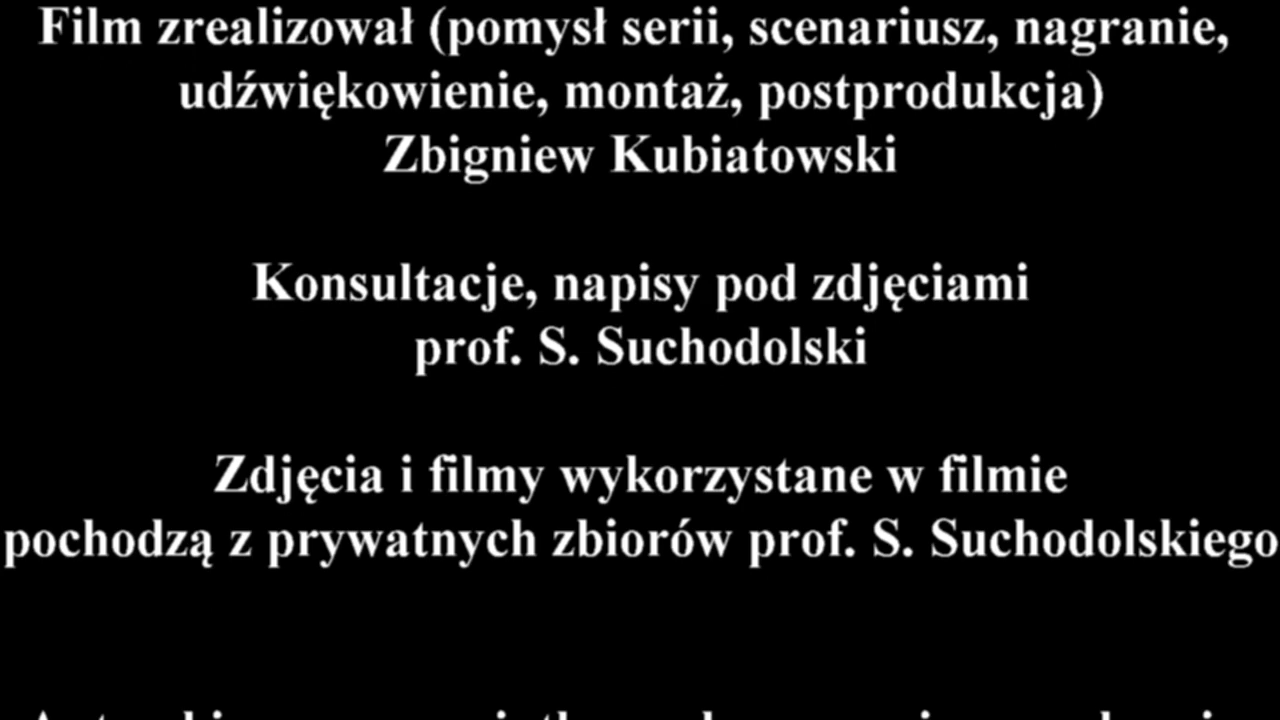 Film zrealizował (pomysł serii, scenariusz, nagranie,
udźwiękowienie, montaż, postprodukcja)
Zbigniew Kubiatowski
Konsultacje, napisy pod zdjęciami
prof. S. Suchodolski
Zdjęcia i filmy wykorzystane w filmie
pochodzą z prywatnych zbiorów prof. S. Suchodolskiego